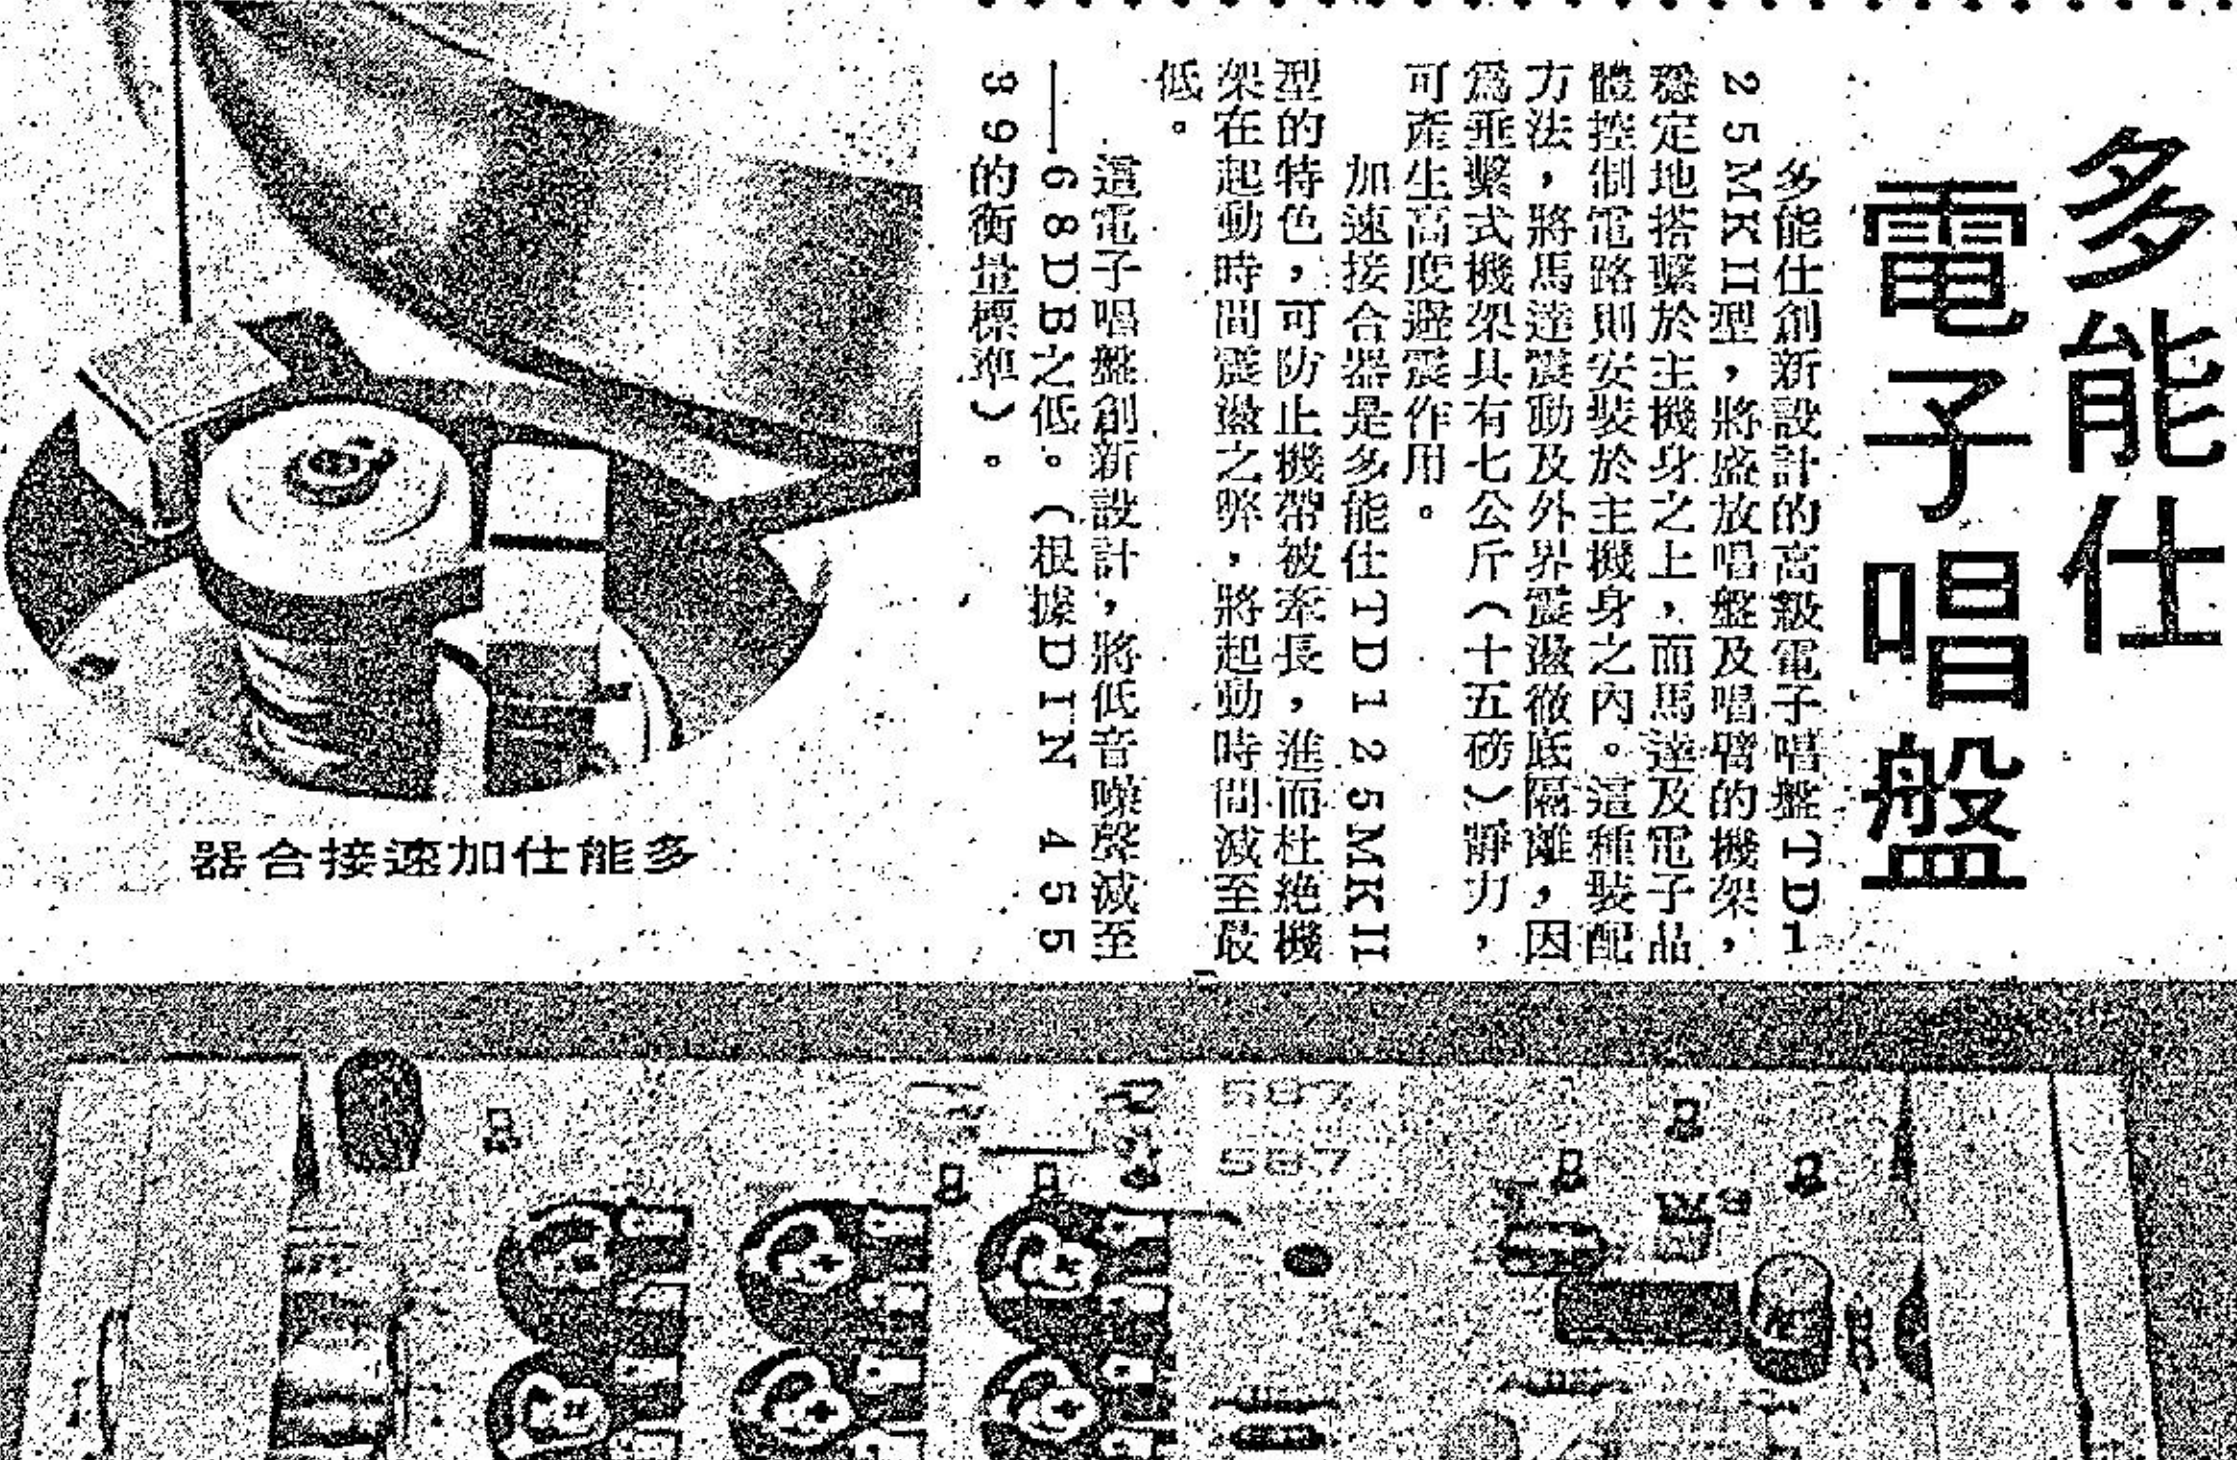 多能仕
電子唱盤
多能仕創新設計的高級電子唱盤TD1
25MKII型，將盛放唱盤及唱臂的機架，
穩定地搭繫於主機身之上，而馬達及電子晶
體控制電路則安裝於主機身之內。這種裝配
方法，將馬達震動及外界震盪徹底隔離，因
爲垂繫式機架具有七公斤（十五磅）靜力，
可產生高度避震作用。
加速接合器是多能仕TD125MKII
型的特色，可防止機帶被牽長，進而杜絕機
架在起動時間震盪之弊，將起動時間減至最
低。
這電子唱盤創新設計，將低音噪聲減至
——68DB之低。（根據DIN 455
39的衡量標準）。
器合接速加仕能多
587
587